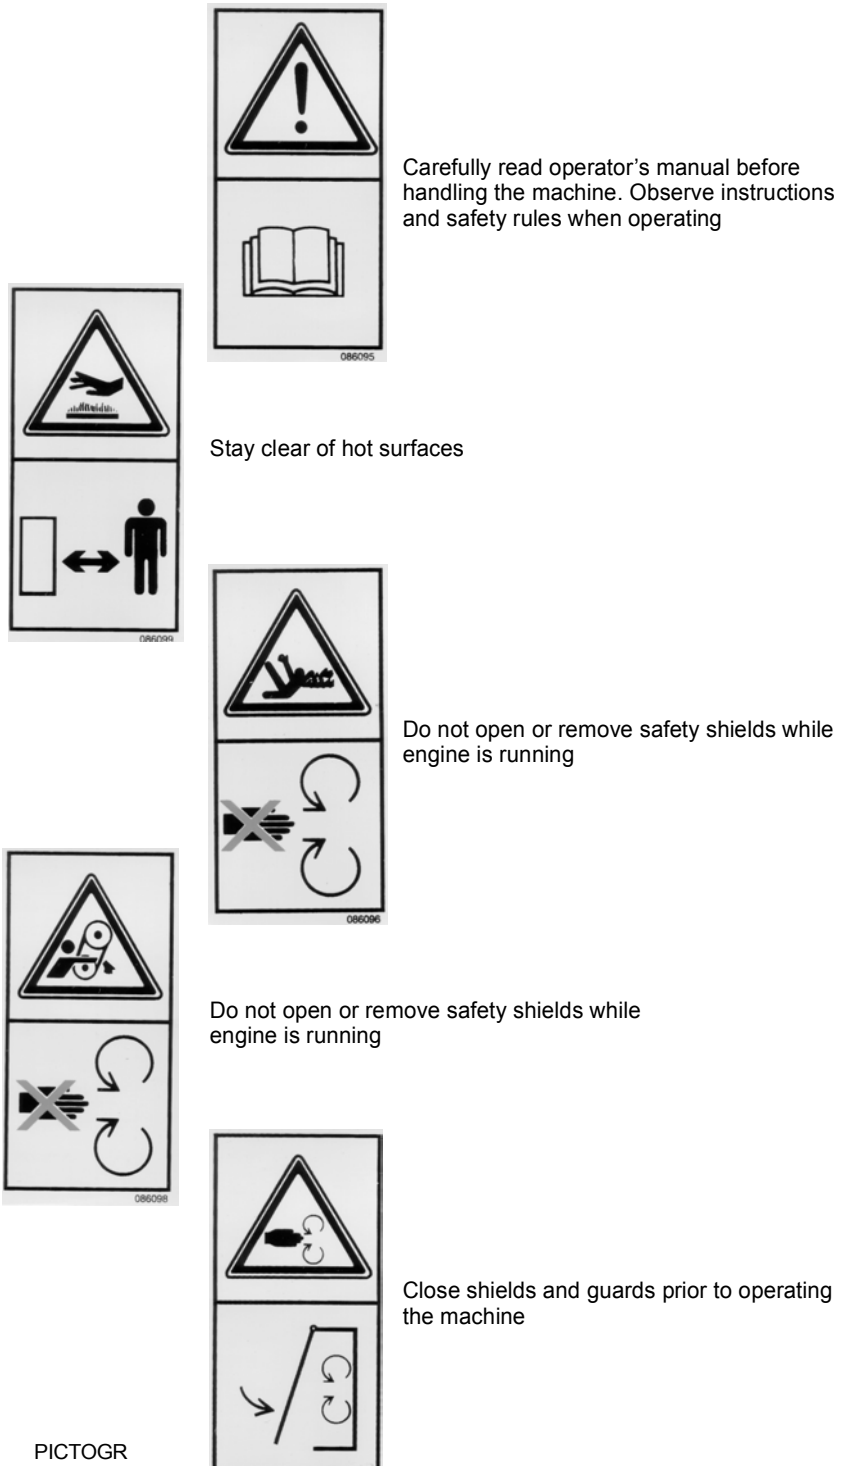 Carefully read operator’s manual before
handling the machine. Observe instructions
and safety rules when operating
086095
Stay clear of hot surfaces
086099
Do not open or remove safety shields while
engine is running
086096
Do not open or remove safety shields while
engine is running
086098
Close shields and guards prior to operating
the machine
PICTOGR